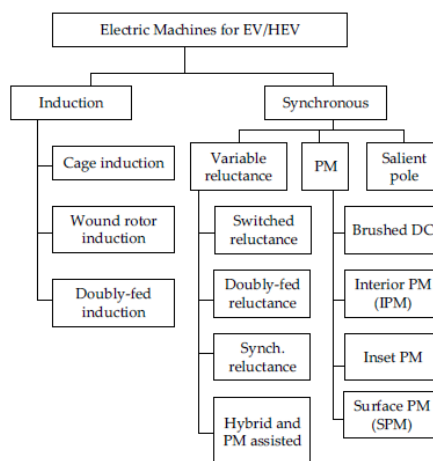 Electric Machines for EV/HEV
Induction
Synchronous
Cage induction
Wound rotor
induction
Doubly-fed
induction
Variable
reluctance
PM
Salient
pole
Switched
reluctance
Doubly-fed
reluctance
Synch.
reluctance
Hybrid and
PM assisted
Brushed DC
Interior PM
(IPM)
Inset PM
Surface PM
(SPM)